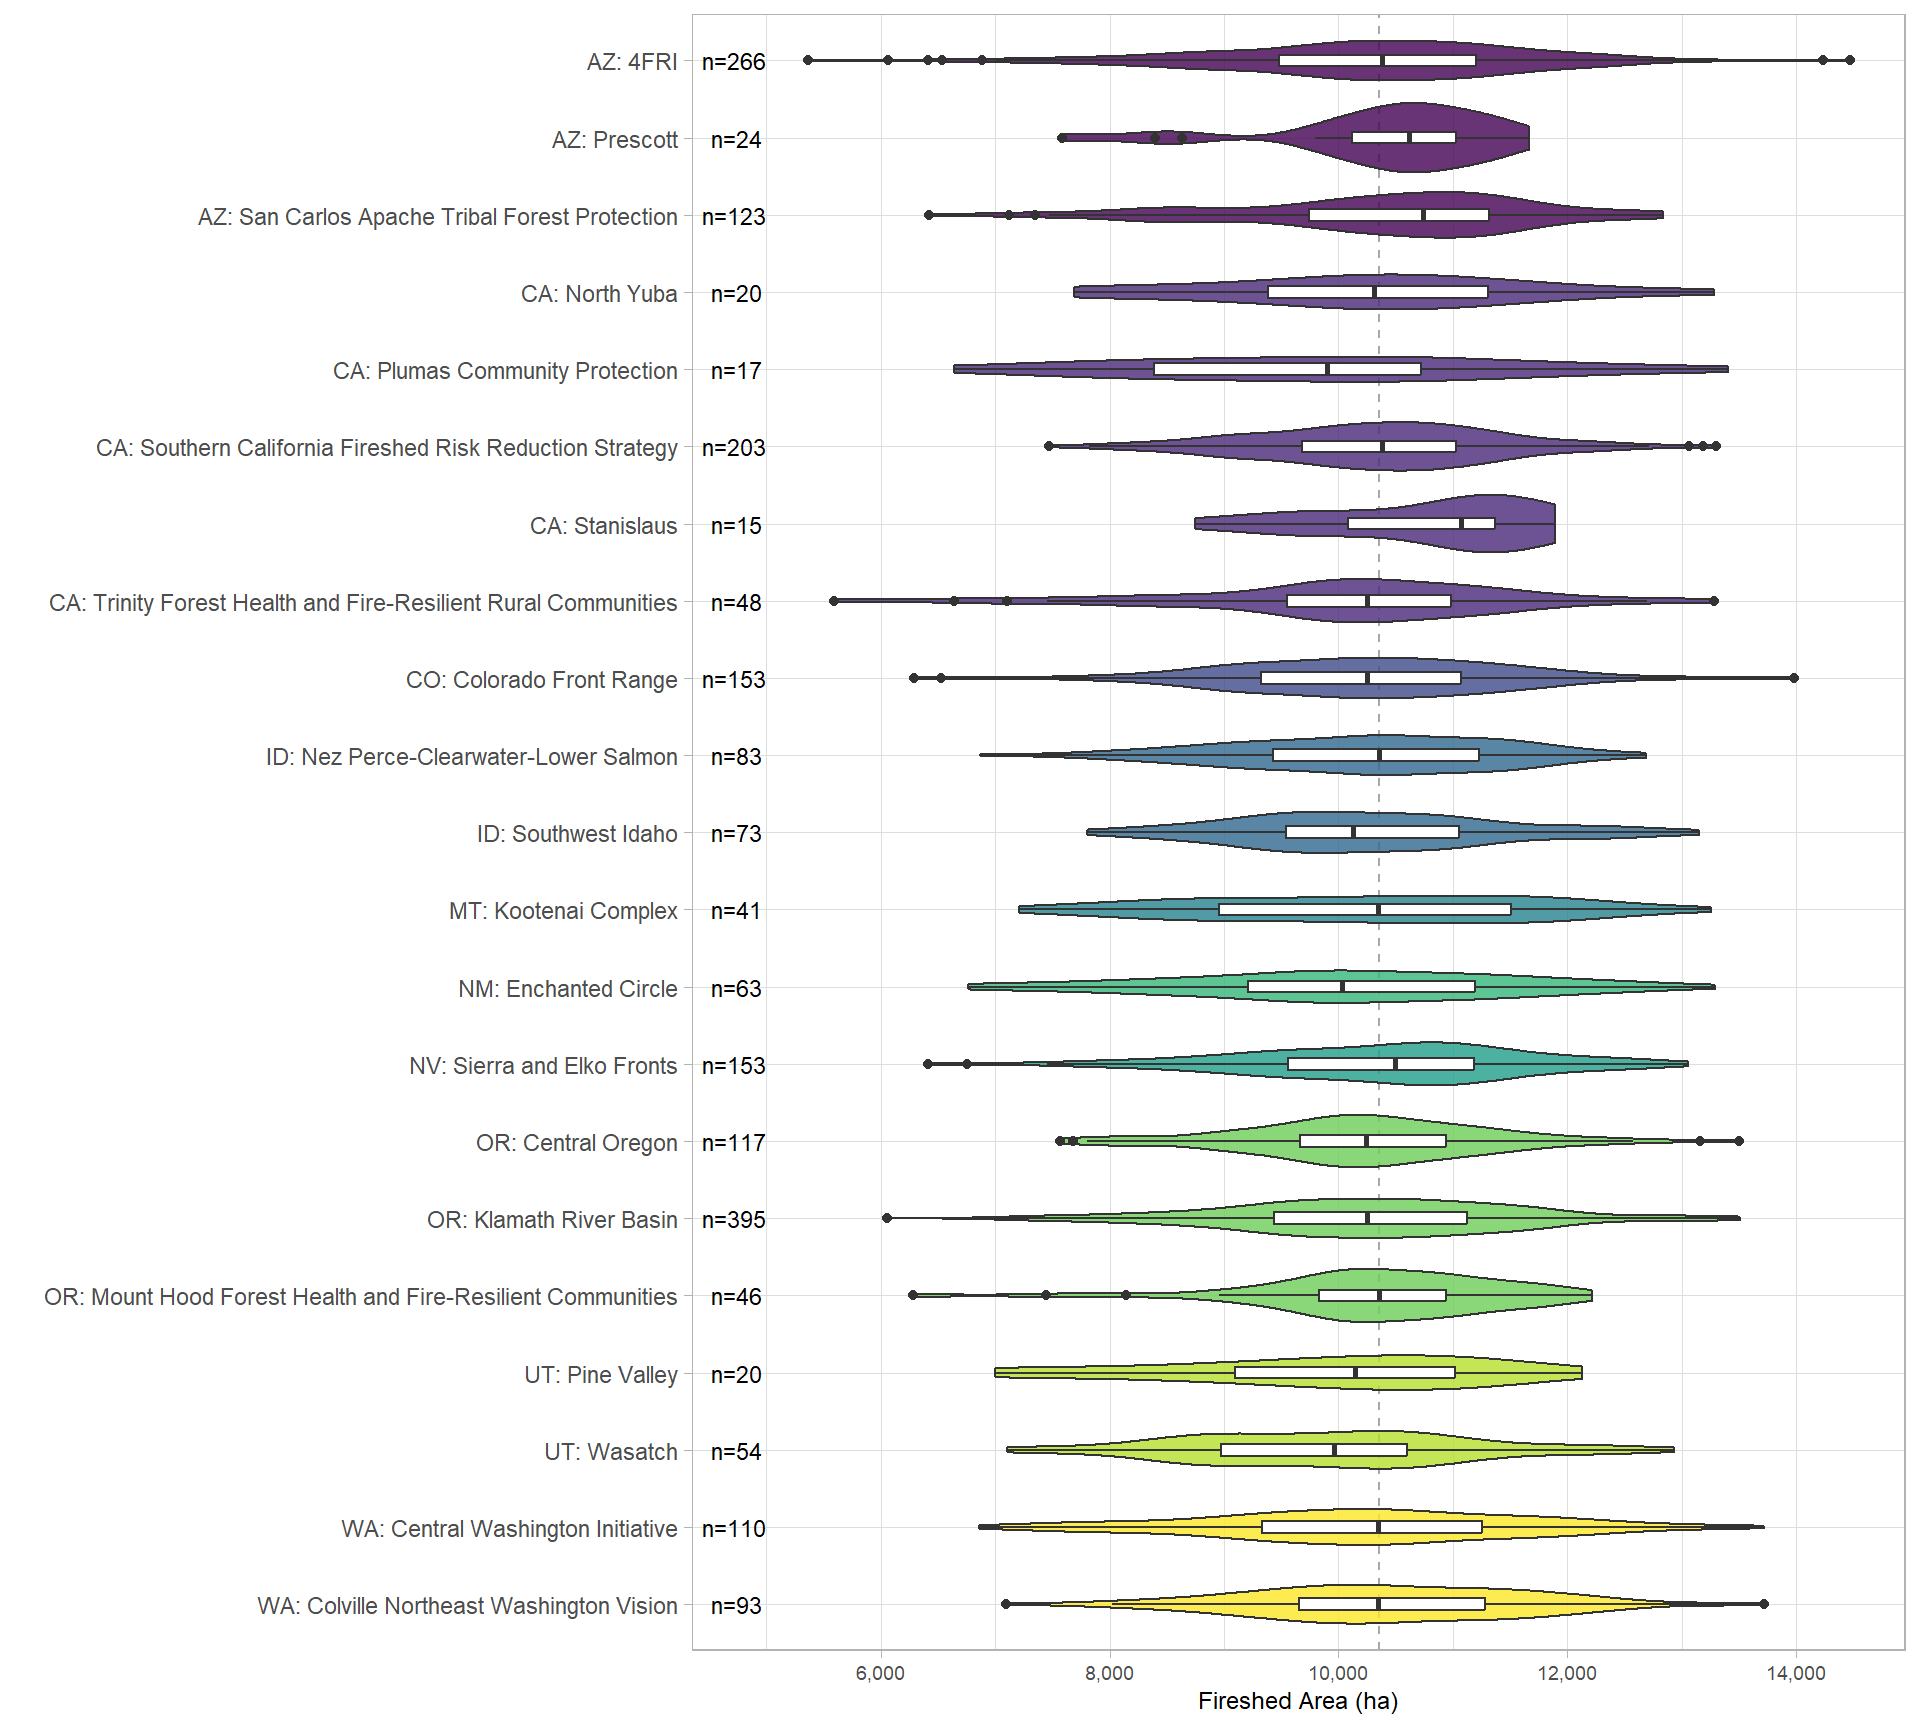 AZ: 4FRI n=266
AZ: Prescott n=24
AZ: San Carlos Apache Tribal Forest Protection n=123
CA: North Yuba n=20
CA: Plumas Community Protection n=17
CA: Southern California Fireshed Risk Reduction Strategy n=203
CA: Stanislaus n=15
CA: Trinity Forest Health and Fire-Resilient Rural Communities n=48
CO: Colorado Front Range n=153
ID: Nez Perce-Clearwater-Lower Salmon n=83
ID: Southwest Idaho n=73
MT: Kootenai Complex n=41
NM: Enchanted Circle n=63
NV: Sierra and Elko Fronts n=153
OR: Central Oregon n=117
OR: Klamath River Basin n=395
OR: Mount Hood Forest Health and Fire-Resilient Communities n=46
UT: Pine Valley n=20
UT: Wasatch n=54
WA: Central Washington Initiative n=110
WA: Colville Northeast Washington Vision n=93
6,000 8,000 10,000 12,000 14,000
Fireshed Area (ha)